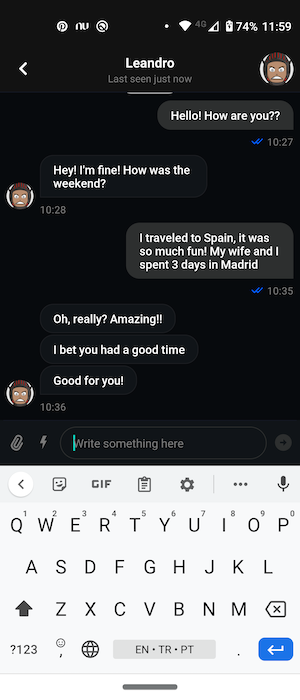 nu 4G 74% 11:59
Leandro
Last seen just now
Hello! How are you??
10:27
Hey! I'm fine! How was the
weekend?
10:28
I traveled to Spain, it was
so much fun! My wife and I
spent 3 days in Madrid
10:35
Oh, really? Amazing!!
I bet you had a good time
Good for you!
10:36
Write something here
GIF
1 2 3 4 5 6 7 8 9 0
Q W E R T Y U I O P
A S D F G H J K L
Z X C V B N M
?123 , EN • TR • PT .